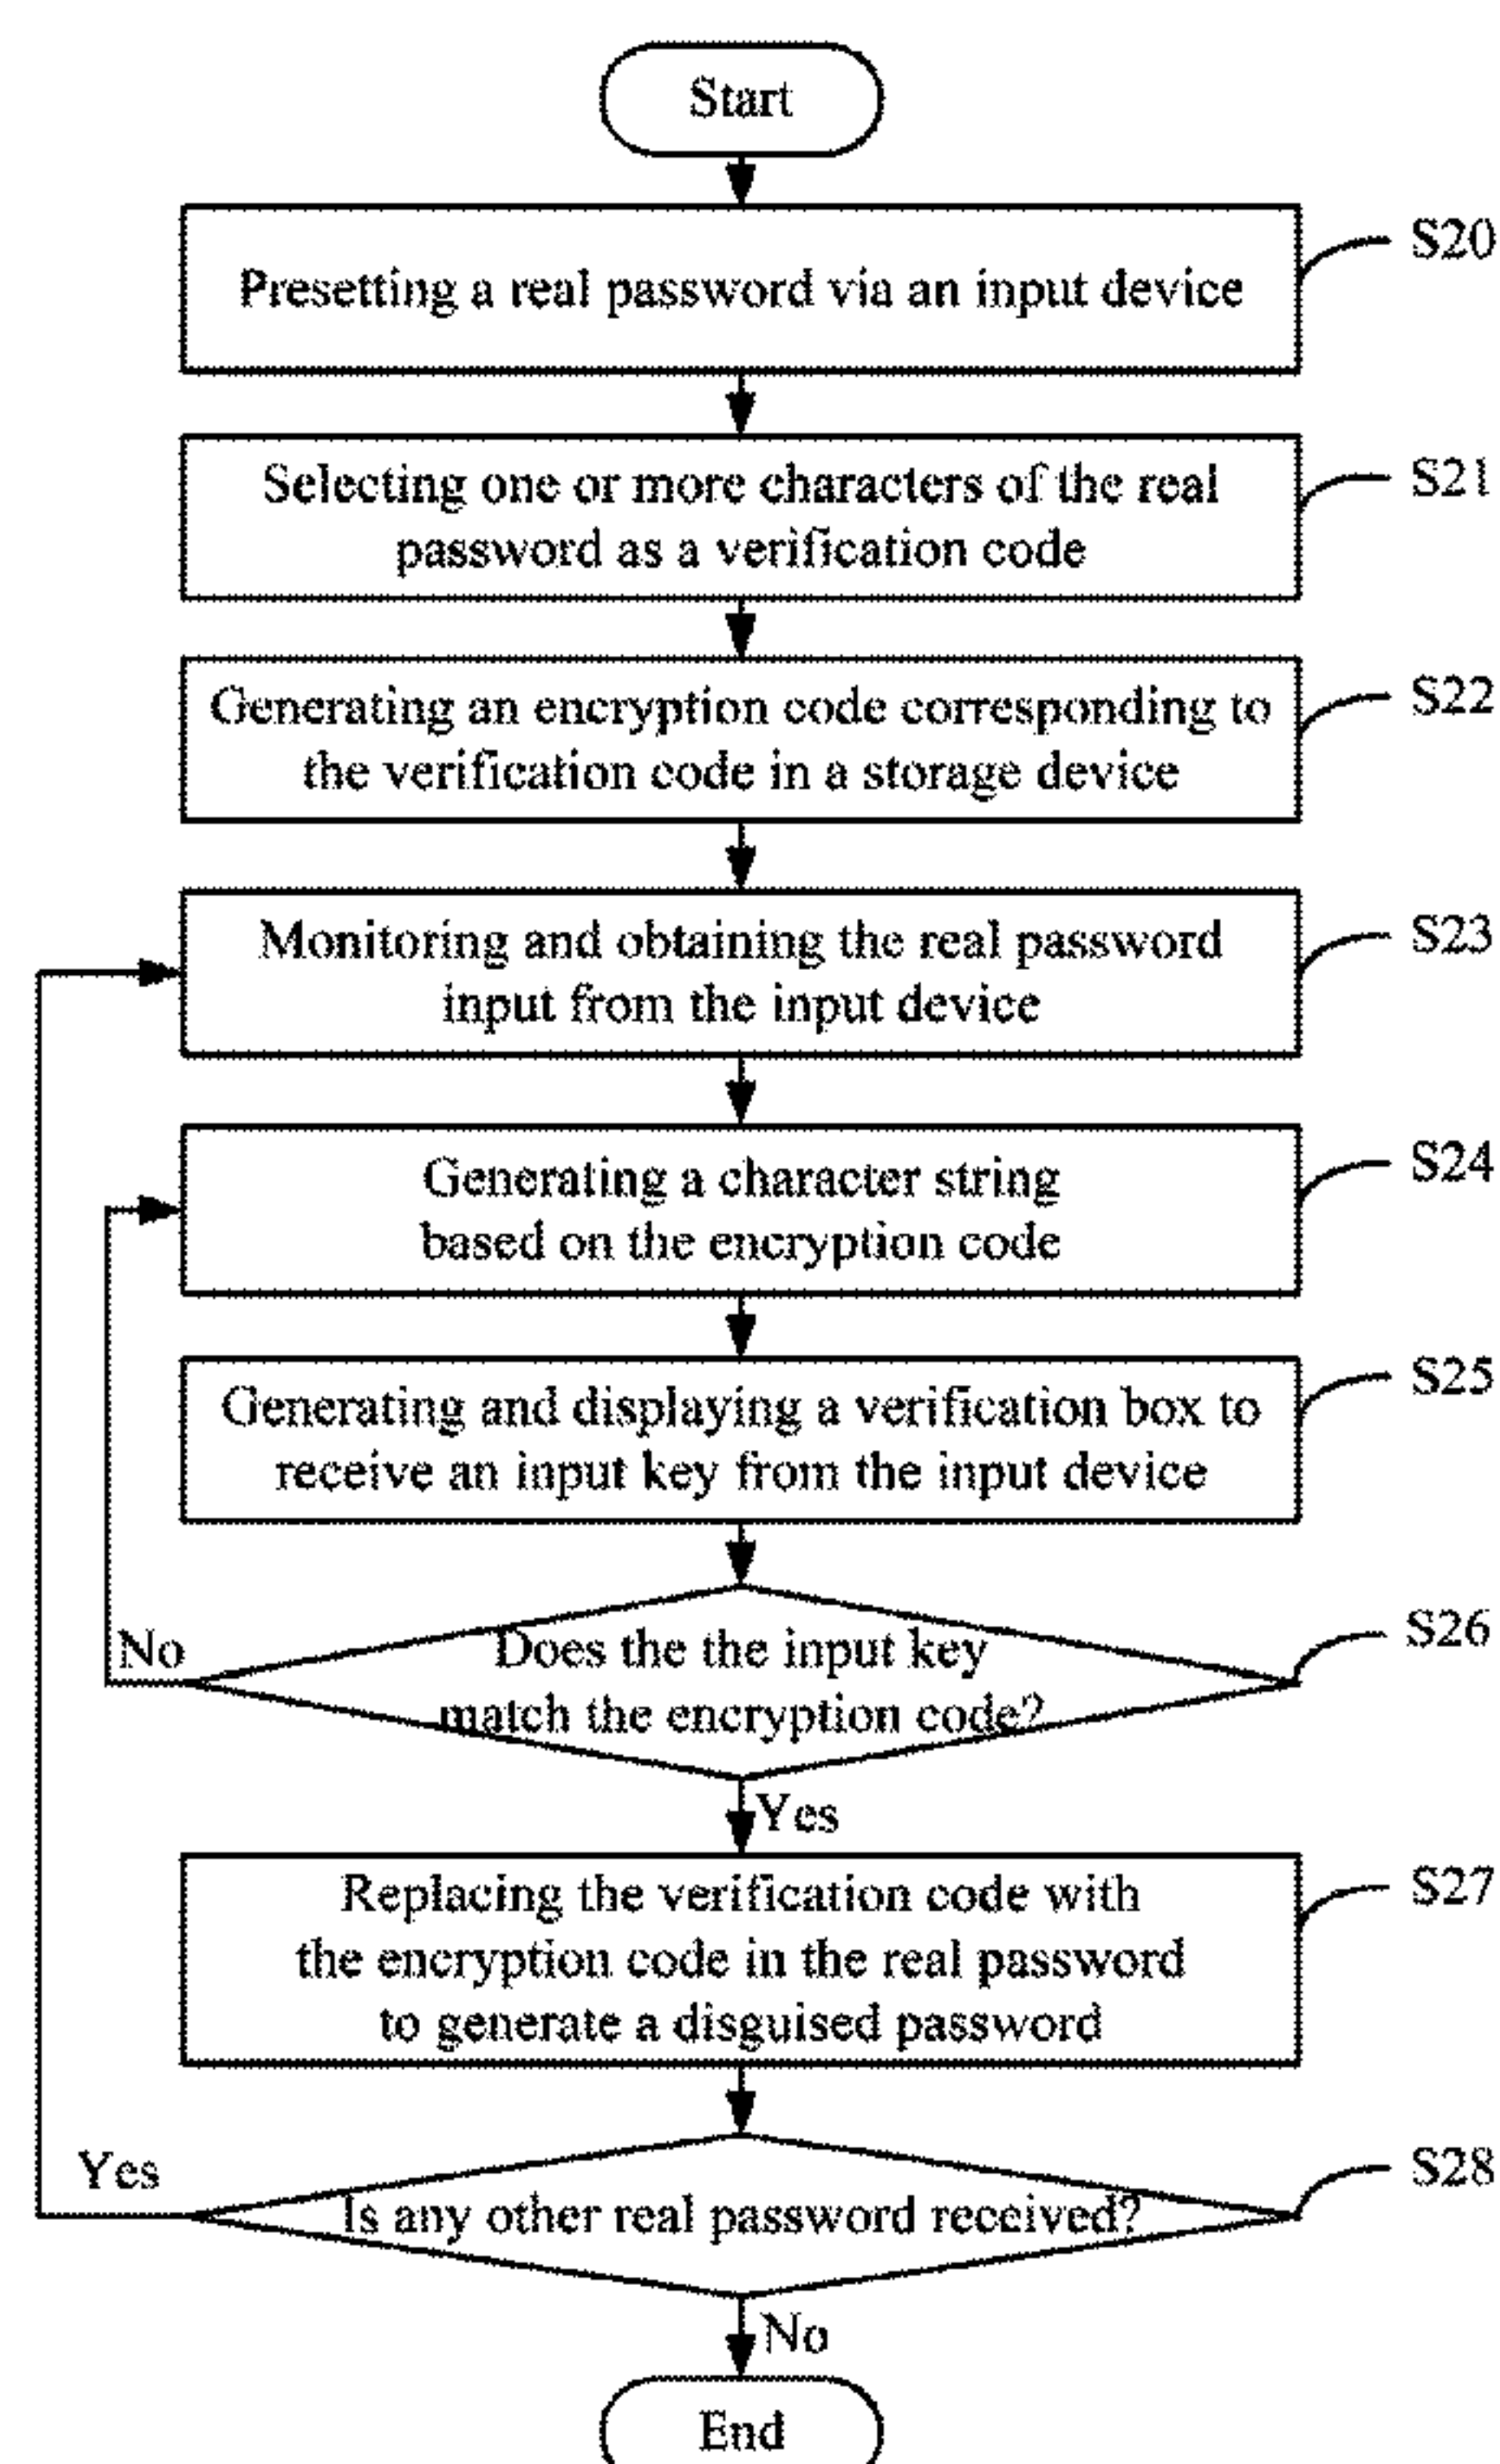 Start
Presetting a real password via an input device
S20
Selecting one or more characters of the real
password as a verification code
S21
Generating an encryption code corresponding to
the verification code in a storage device
S22
Monitoring and obtaining the real password
input from the input device
S23
Generating a character string
based on the encryption code
S24
Generating and displaying a verification box to
receive an input key from the input device
S25
Does the the input key
match the encryption code?
S26
No
Yes
Replacing the verification code with
the encryption code in the real password
to generate a disguised password
S27
Is any other real password received?
S28
Yes
No
End